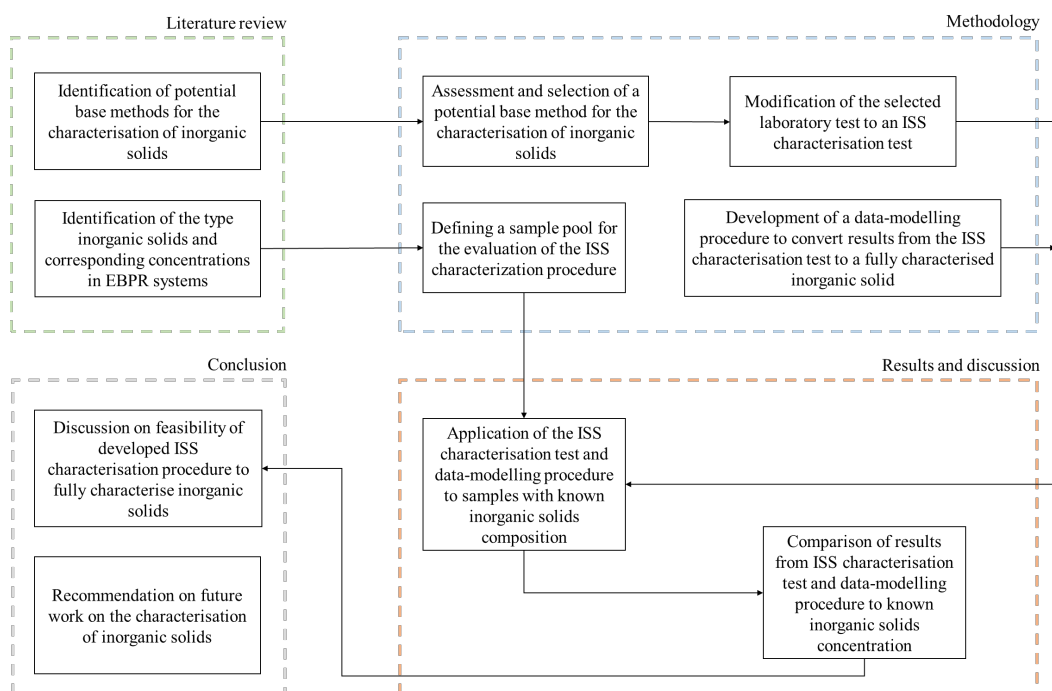 Literature review
Identification of potential
base methods for the
characterisation of inorganic
solids
Identification of the type
inorganic solids and
corresponding concentrations
in EBPR systems
Methodology
Assessment and selection of a
potential base method for the
characterisation of inorganic
solids
Modification of the selected
laboratory test to an ISS
characterisation test
Defining a sample pool for
the evaluation of the ISS
characterization procedure
Development of a data-modelling
procedure to convert results from the ISS
characterisation test to a fully characterised
inorganic solid
Conclusion
Discussion on feasibility of
developed ISS
characterisation procedure to
fully characterise inorganic
solids
Recommendation on future
work on the characterisation
of inorganic solids
Results and discussion
Application of the ISS
characterisation test and
data-modelling procedure
to samples with known
inorganic solids
composition
Comparison of results
from ISS characterisation
test and data-modelling
procedure to known
inorganic solids
concentration